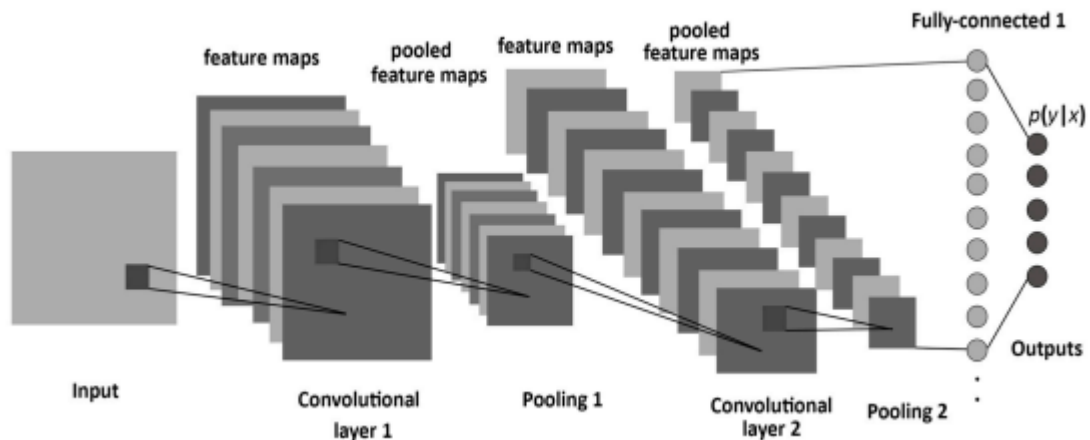 Fully-connected 1
feature maps
pooled
feature maps
feature maps
pooled
feature maps
p(y|x)
Input
Convolutional
layer 1
Pooling 1
Convolutional
layer 2
Pooling 2
Outputs